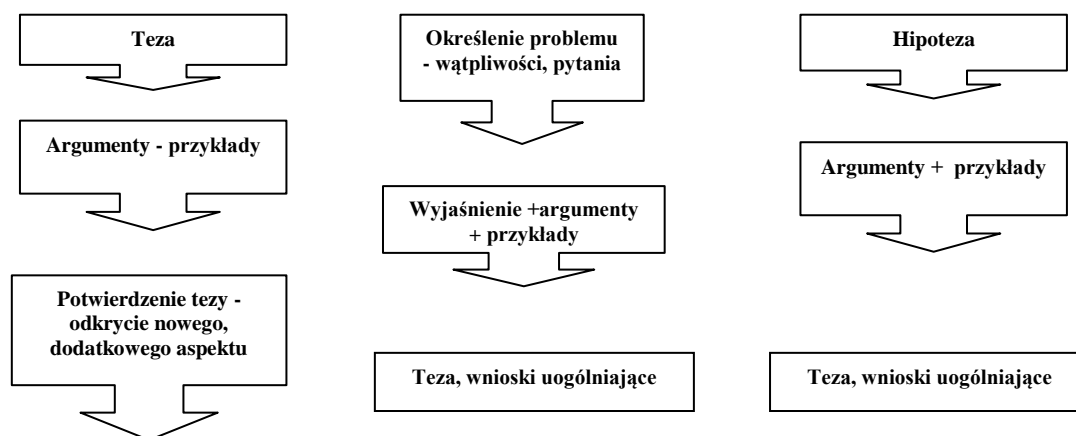 Teza
Argumenty - przykłady
Potwierdzenie tezy -
odkrycie nowego,
dodatkowego aspektu
Określenie problemu
- wątpliwości, pytania
Wyjaśnienie +argumenty
+ przykłady
Teza, wnioski uogólniające
Hipoteza
Argumenty + przykłady
Teza, wnioski uogólniające